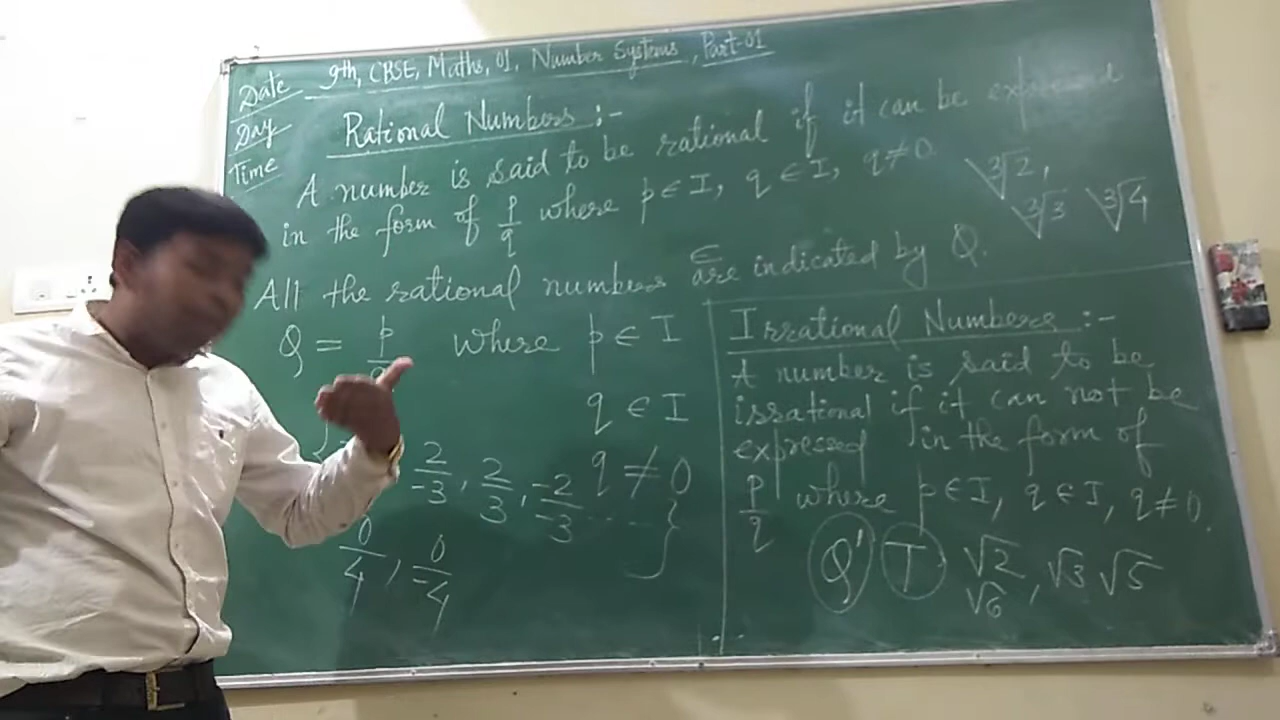 Date
Day
Time
9th, CBSE, Maths, 01, Number Systems, Part-01
Rational Numbers :-
A number is said to be rational if it can be expressed
in the form of p/q where p ∈ I, q ∈ I, q ≠ 0
∛2,
∛3 ∛4
∈
All the rational numbers are indicated by Q.
Q = p/q where p ∈ I
q ∈ I
q ≠ 0
2/-3, 2/3, -2/-3 ..... }
0/4, 0/-4
Irrational Numbers :-
A number is said to be
irrational if it can not be
expressed in the form of
p/q where p ∈ I, q ∈ I, q ≠ 0.
Q' T √2, √3 √5
√6